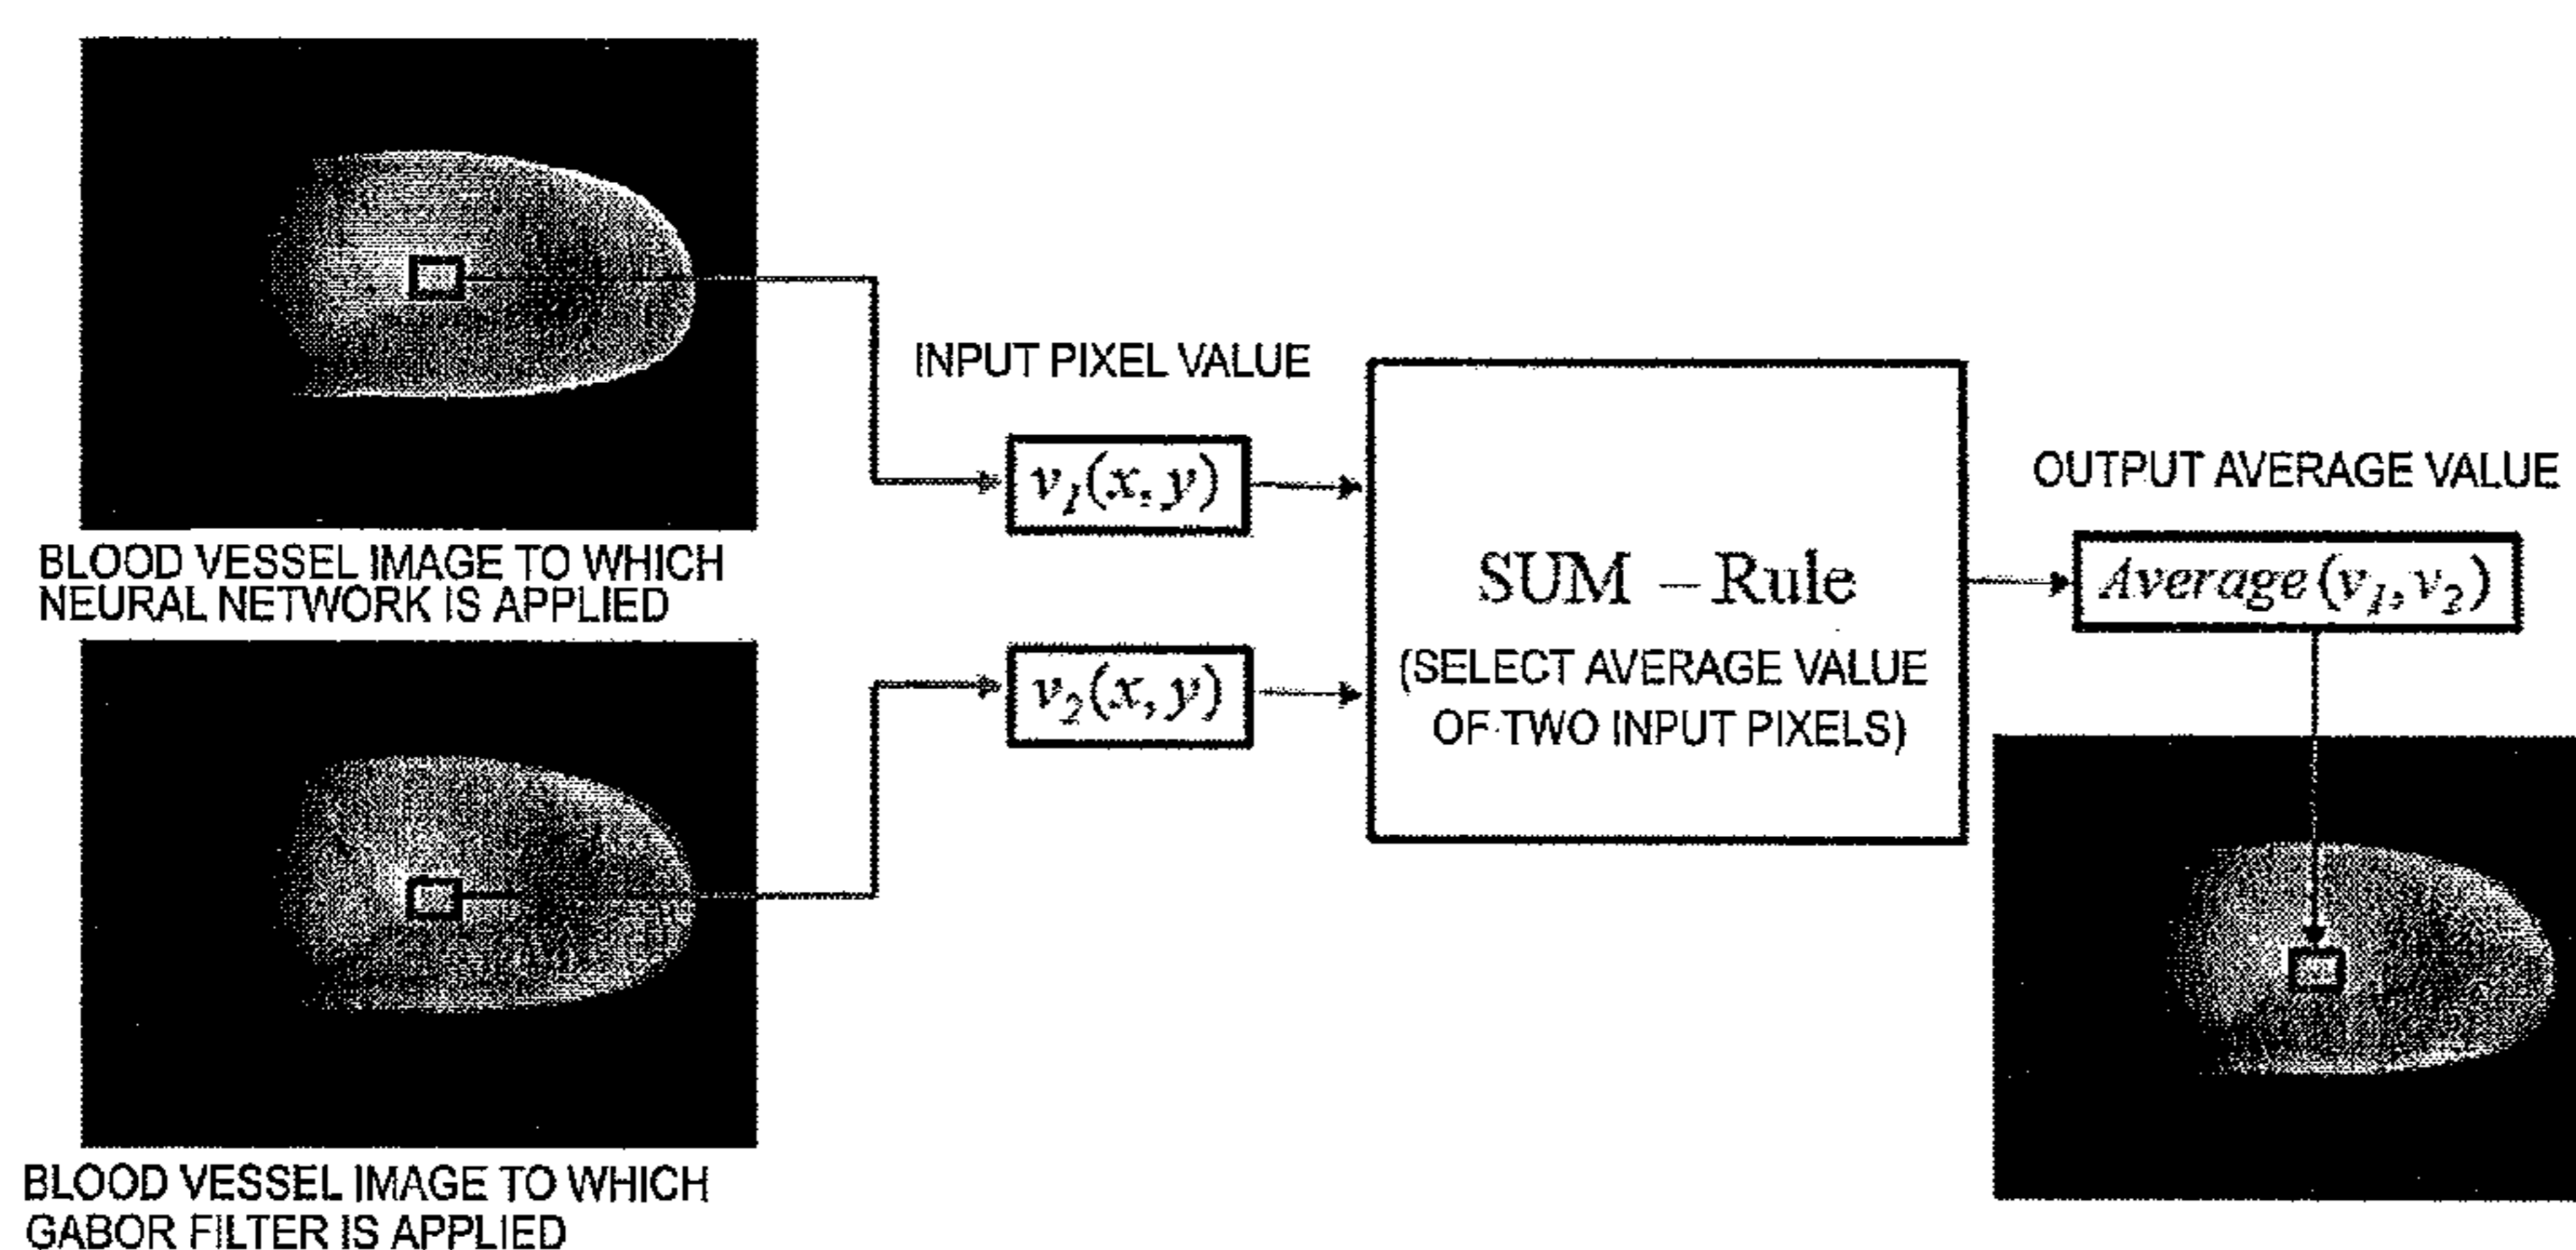 BLOOD VESSEL IMAGE TO WHICH
NEURAL NETWORK IS APPLIED
BLOOD VESSEL IMAGE TO WHICH
GABOR FILTER IS APPLIED
INPUT PIXEL VALUE
v₁(x, y)
v₂(x, y)
SUM – Rule
(SELECT AVERAGE VALUE
OF TWO INPUT PIXELS)
OUTPUT AVERAGE VALUE
Average (v₁, v₂)